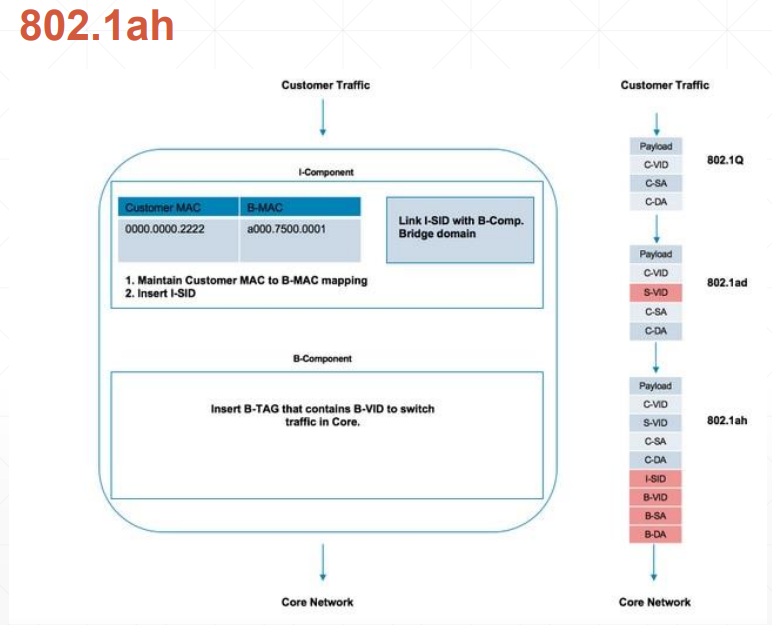 802.1ah
Customer Traffic
I-Component
Customer MAC B-MAC
0000.0000.2222 a000.7500.0001
Link I-SID with B-Comp.
Bridge domain
1. Maintain Customer MAC to B-MAC mapping
2. Insert I-SID
B-Component
Insert B-TAG that contains B-VID to switch
traffic in Core.
Core Network
Customer Traffic
Payload
C-VID
C-SA
C-DA
802.1Q
Payload
C-VID
S-VID
C-SA
C-DA
802.1ad
Payload
C-VID
S-VID
C-SA
C-DA
I-SID
B-VID
B-SA
B-DA
802.1ah
Core Network